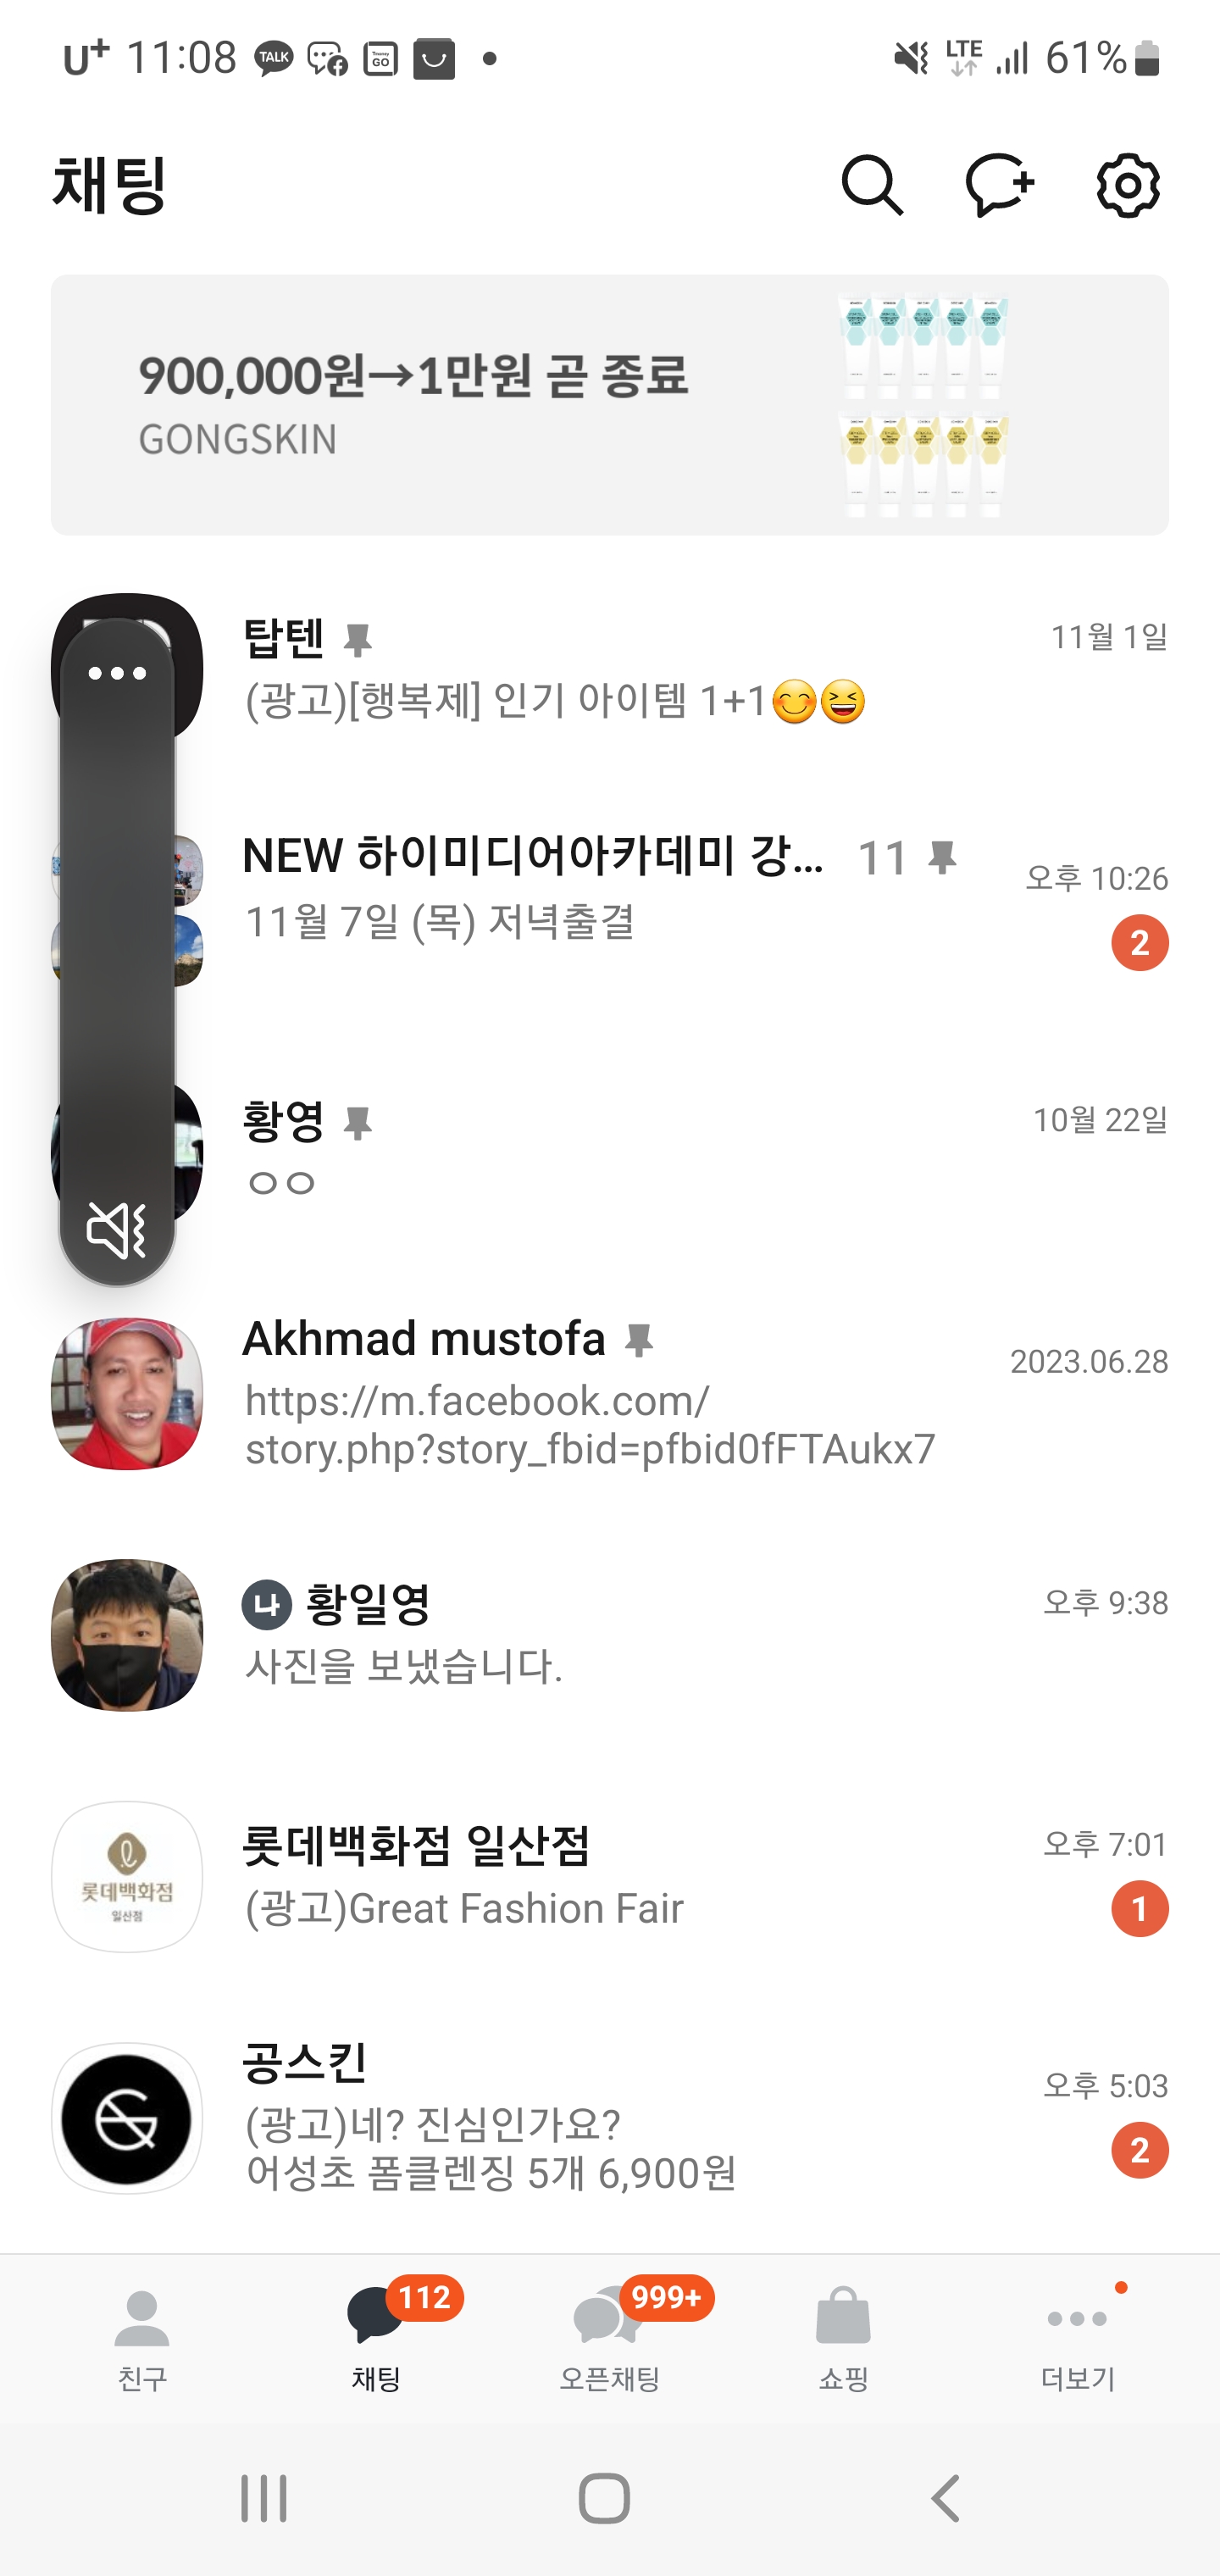 U+ 11:08 TALK GO LTE 61%
채팅
900,000원→1만원 곧 종료
GONGSKIN
탑텐 11월 1일
(광고)[행복제] 인기 아이템 1+1😊😆
NEW 하이미디어아카데미 강... 11 오후 10:26
11월 7일 (목) 저녁출결 2
황영 10월 22일
ㅇㅇ
Akhmad mustofa 2023.06.28
https://m.facebook.com/
story.php?story_fbid=pfbid0fFTAukx7
나 황일영 오후 9:38
사진을 보냈습니다.
롯데백화점
일산점
롯데백화점 일산점 오후 7:01
(광고)Great Fashion Fair 1
공스킨 오후 5:03
(광고)네? 진심인가요? 2
어성초 폼클렌징 5개 6,900원
112 999+
친구 채팅 오픈채팅 쇼핑 더보기